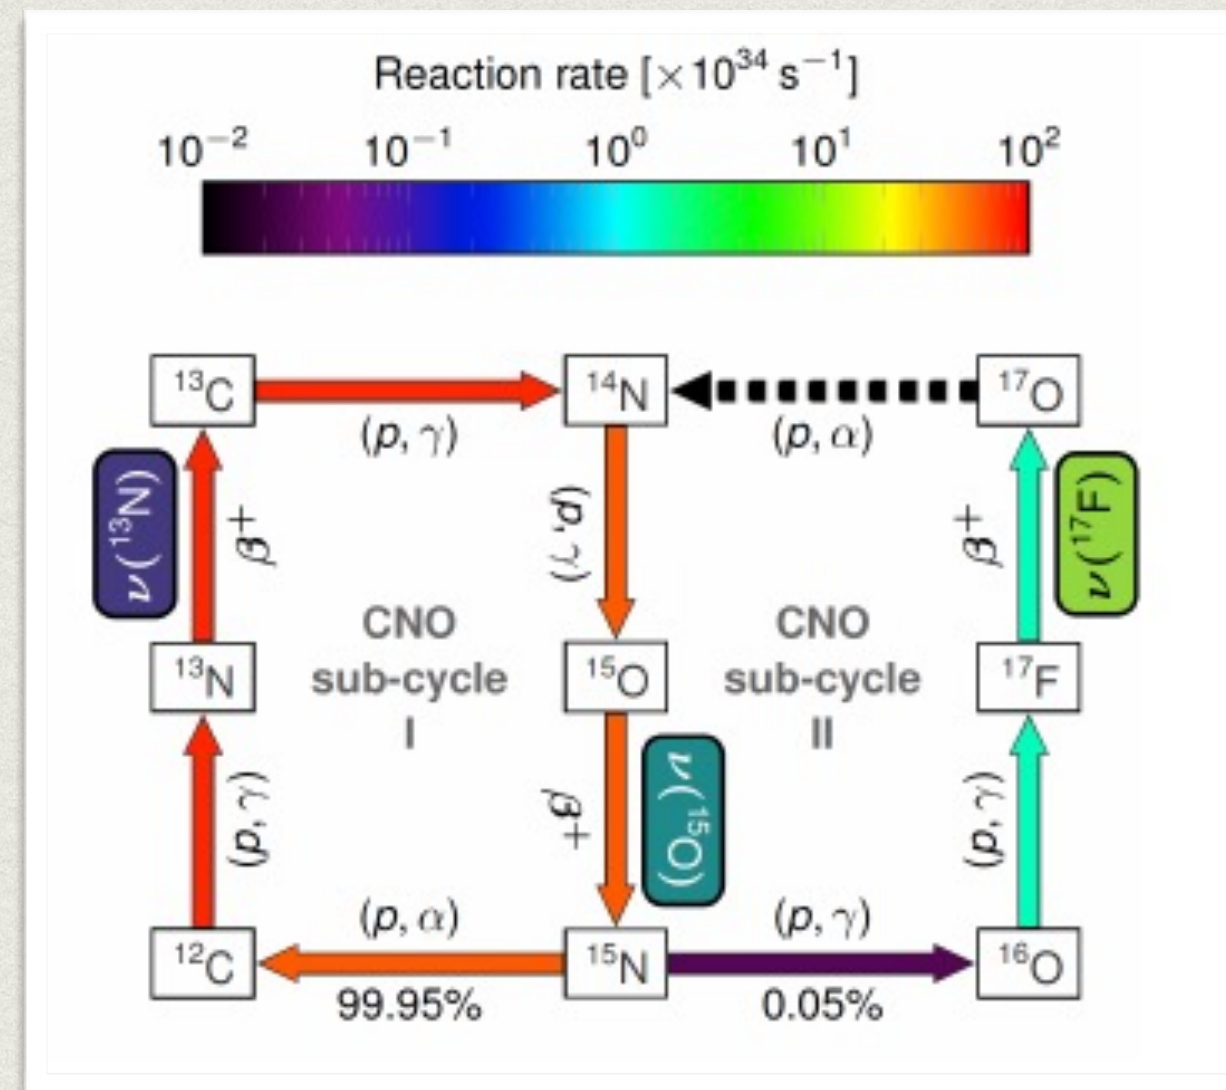 Reaction rate [×10³⁴ s⁻¹]
10⁻² 10⁻¹ 10⁰ 10¹ 10²
¹³C ¹⁴N ¹⁷O
(p, γ) (p, α)
ν(¹³N) β⁺ (p, γ) β⁺ ν(¹⁷F)
CNO
sub-cycle
I
CNO
sub-cycle
II
¹³N ¹⁵O ¹⁷F
(p, γ) β⁺ ν(¹⁵O) (p, γ)
(p, α) (p, γ)
¹²C ¹⁵N ¹⁶O
99.95% 0.05%